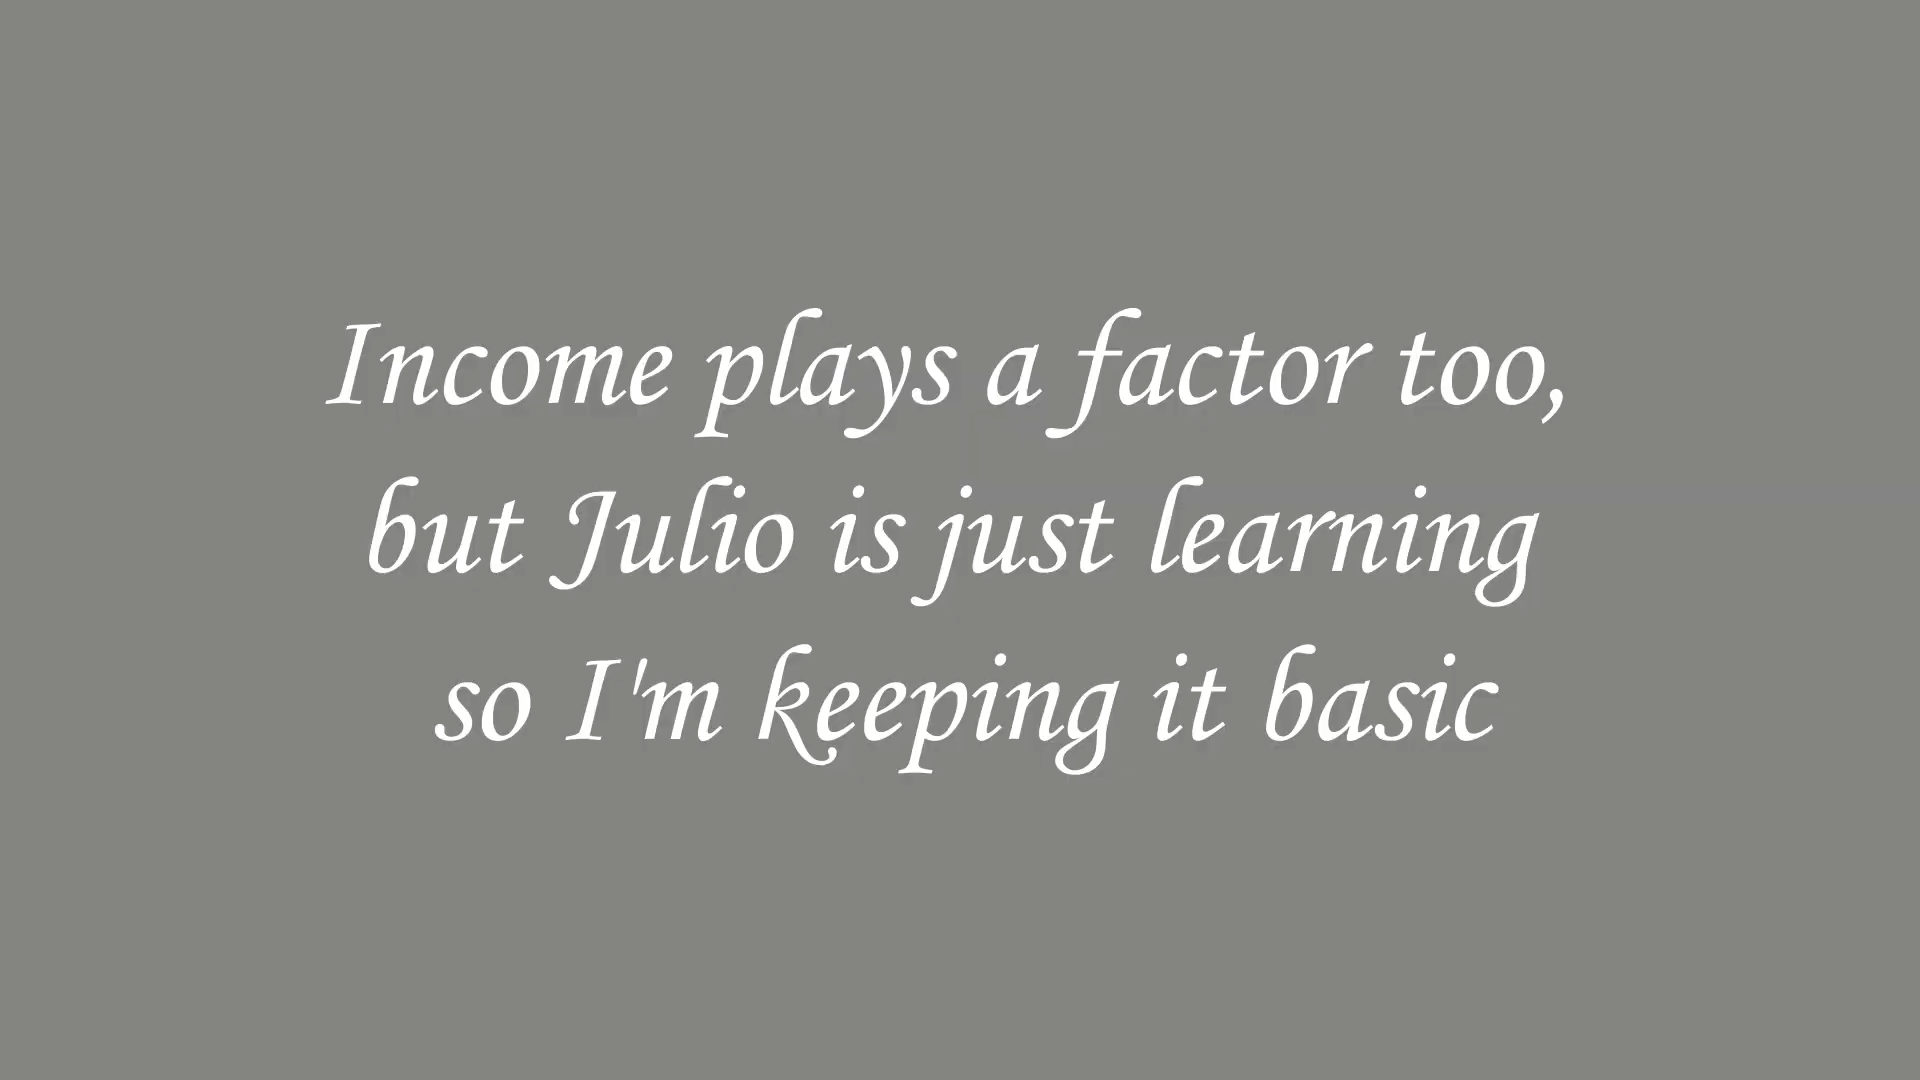 Income plays a factor too,
but Julio is just learning
so I'm keeping it basic